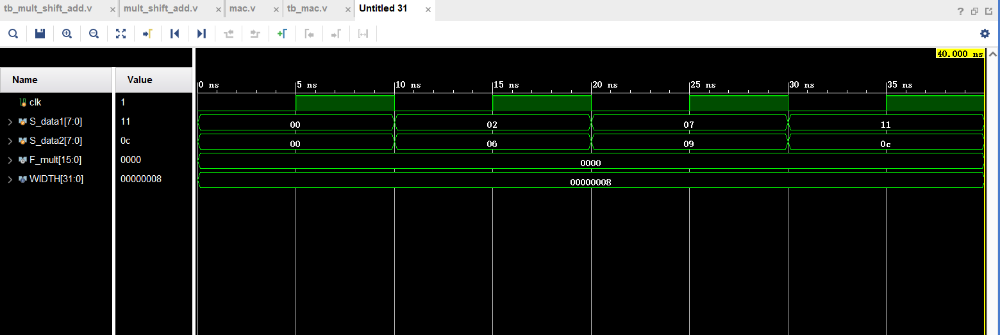 tb_mult_shift_add.v × mult_shift_add.v × mac.v × tb_mac.v × Untitled 31 ×
?
40.000 ns
Name Value
0 ns 5 ns 10 ns 15 ns 20 ns 25 ns 30 ns 35 ns
clk 1
S_data1[7:0] 11 00 02 07 11
S_data2[7:0] 0c 00 06 09 0c
F_mult[15:0] 0000 0000
WIDTH[31:0] 00000008 00000008